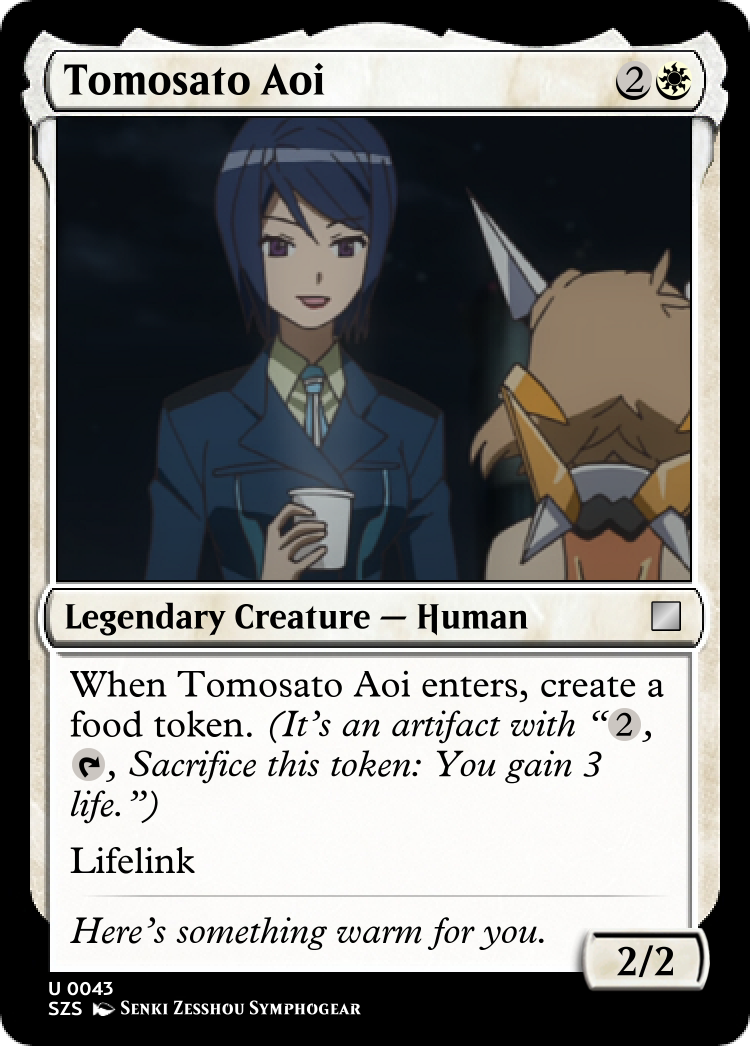 Tomosato Aoi 2
Legendary Creature — Human
When Tomosato Aoi enters, create a
food token. (It's an artifact with “2,
, Sacrifice this token: You gain 3
life.”)
Lifelink
Here's something warm for you.
2/2
U 0043
SZS Senki Zesshou Symphogear